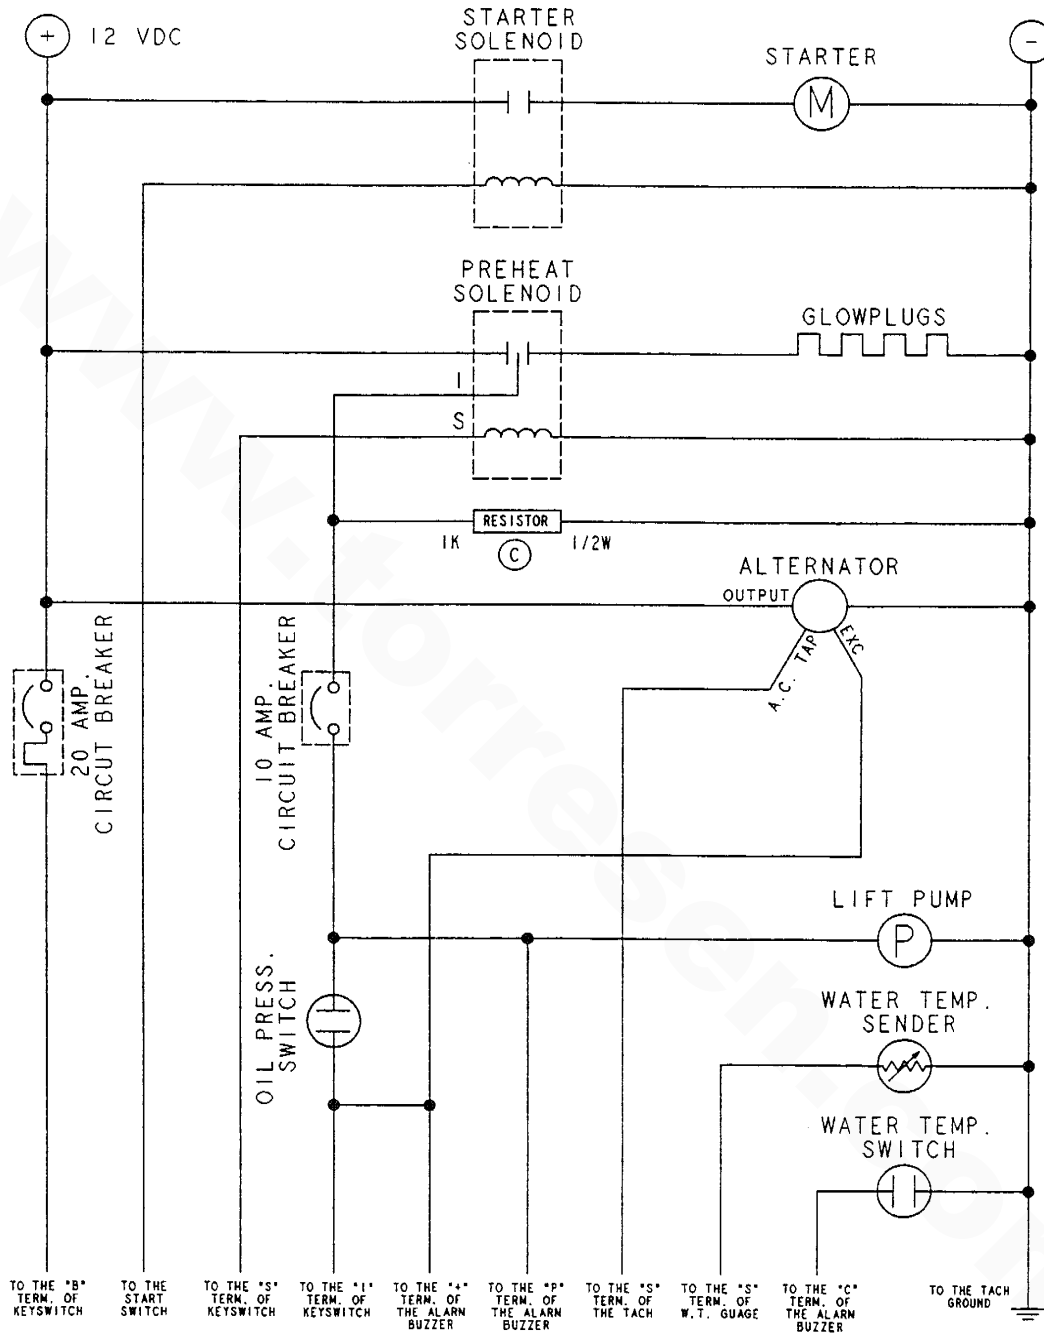 + 12 VDC
STARTER
SOLENOID
-
STARTER
M
PREHEAT
SOLENOID
GLOWPLUGS
I
S
RESISTOR
1K
C
1/2W
ALTERNATOR
OUTPUT
A.C. TAP
EXC
20 AMP.
CIRCUT BREAKER
10 AMP.
CIRCUIT BREAKER
LIFT PUMP
P
OIL PRESS.
SWITCH
WATER TEMP.
SENDER
WATER TEMP.
SWITCH
TO THE "B"
TERM. OF
KEYSWITCH
TO THE
START
SWITCH
TO THE "S"
TERM. OF
KEYSWITCH
TO THE "I"
TERM. OF
KEYSWITCH
TO THE "+"
TERM. OF
THE ALARN
BUZZER
TO THE "P"
TERM. OF
THE ALARM
BUZZER
TO THE "S"
TERM. OF
THE TACH
TO THE "S"
TERM. OF
W.T. GUAGE
TO THE "C"
TERM. OF
THE ALARM
BUZZER
TO THE TACH
GROUND
www.torresen.com